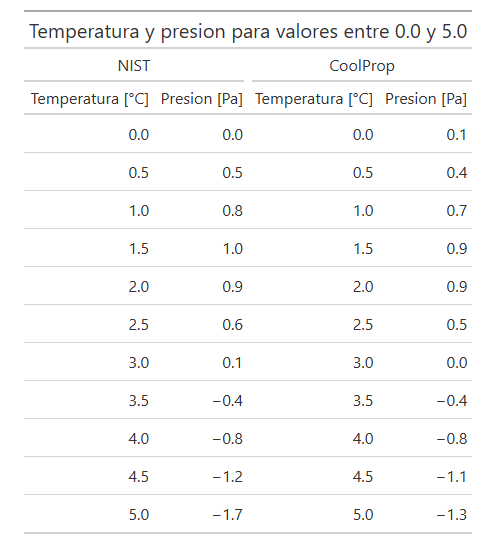 Temperatura y presion para valores entre 0.0 y 5.0
NIST CoolProp
Temperatura [°C] Presion [Pa] Temperatura [°C] Presion [Pa]
0.0 0.0 0.0 0.1
0.5 0.5 0.5 0.4
1.0 0.8 1.0 0.7
1.5 1.0 1.5 0.9
2.0 0.9 2.0 0.9
2.5 0.6 2.5 0.5
3.0 0.1 3.0 0.0
3.5 −0.4 3.5 −0.4
4.0 −0.8 4.0 −0.8
4.5 −1.2 4.5 −1.1
5.0 −1.7 5.0 −1.3